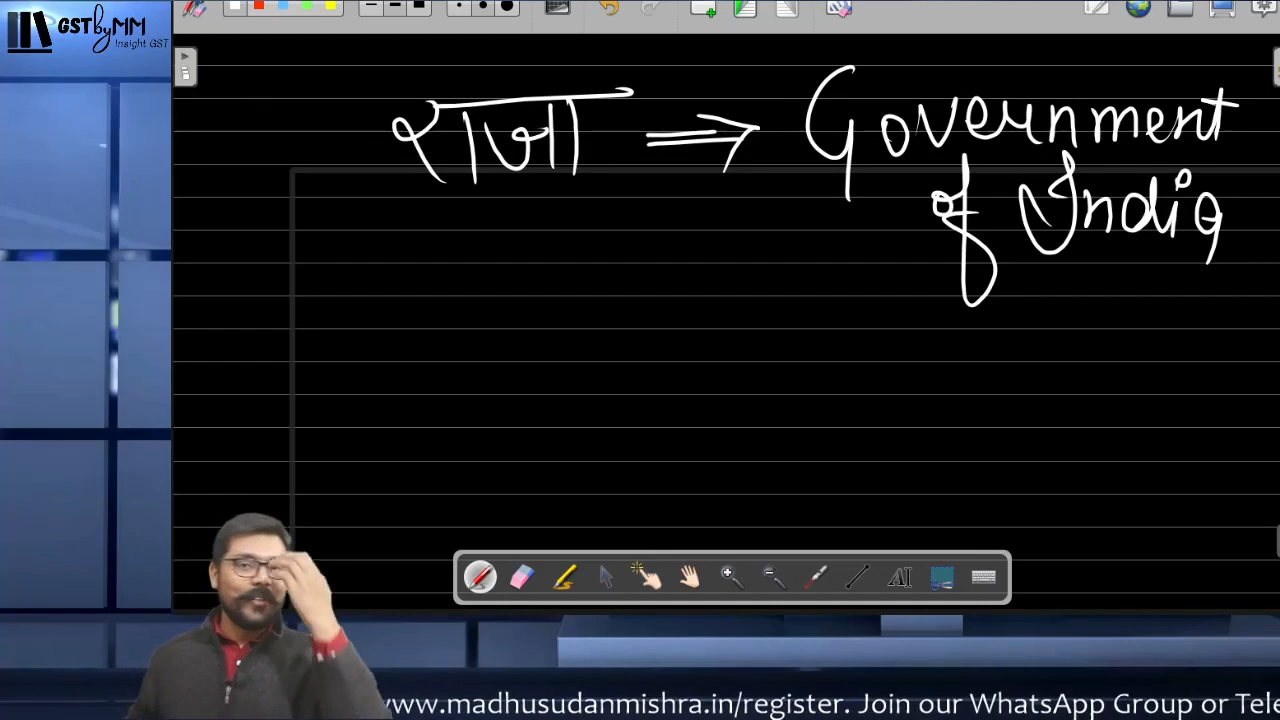 GSTbyMM
Insight GST
राजा ⇒ Government
of India
www.madhusudanmishra.in/register. Join our WhatsApp Group or Tele